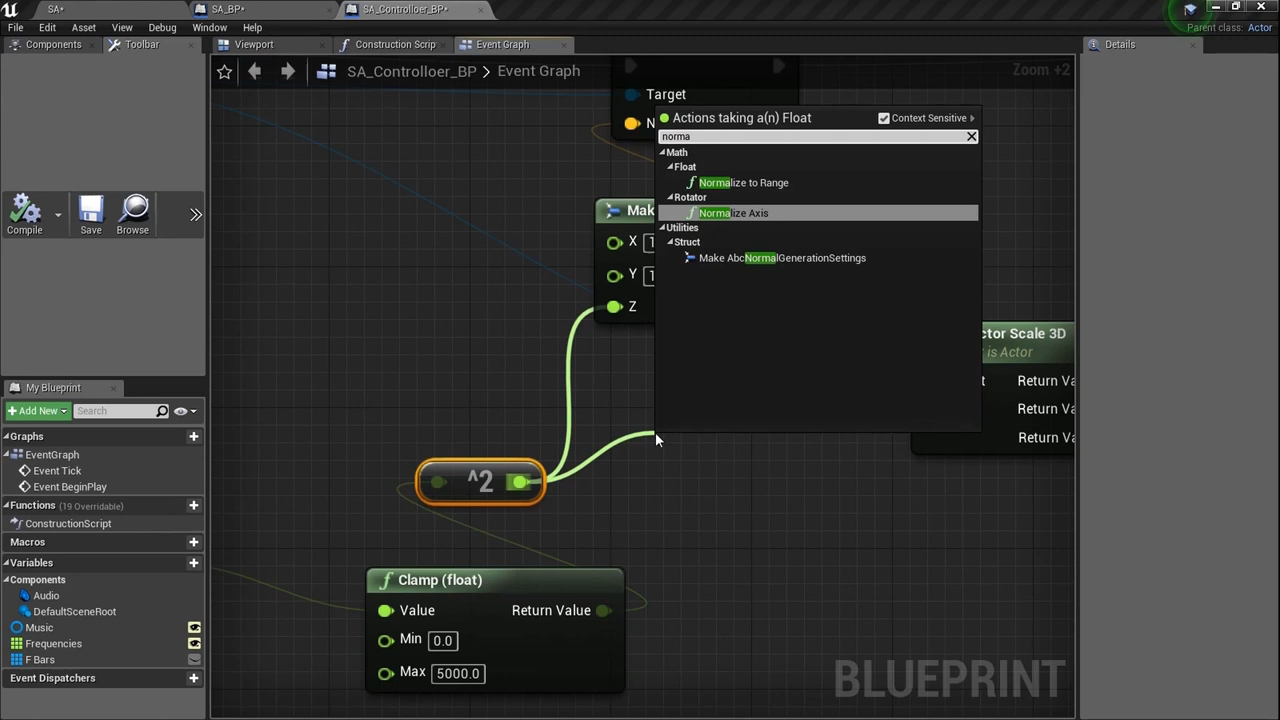 SA*
SA_BP*
SA_Controlloer_BP*
File Edit Asset View Debug Window Help
Parent class: Actor
Components
Toolbar
Viewport
Construction Scrip
Event Graph
Details
SA_Controlloer_BP > Event Graph
Zoom +2
Compile
Save
Browse
Target
N
Actions taking a(n) Float
Context Sensitive
norma
Math
Float
Normalize to Range
Rotator
Normalize Axis
Utilities
Struct
Make AbcNormalGenerationSettings
Mak
X 1
Y 1
Z
ctor Scale 3D
t is Actor
t Return Va
Return Va
Return Va
^2
Clamp (float)
Value Return Value
Min 0.0
Max 5000.0
BLUEPRINT
My Blueprint
Add New
Search
Graphs
EventGraph
Event Tick
Event BeginPlay
Functions (19 Overridable)
ConstructionScript
Macros
Variables
Components
Audio
DefaultSceneRoot
Music
Frequencies
F Bars
Event Dispatchers